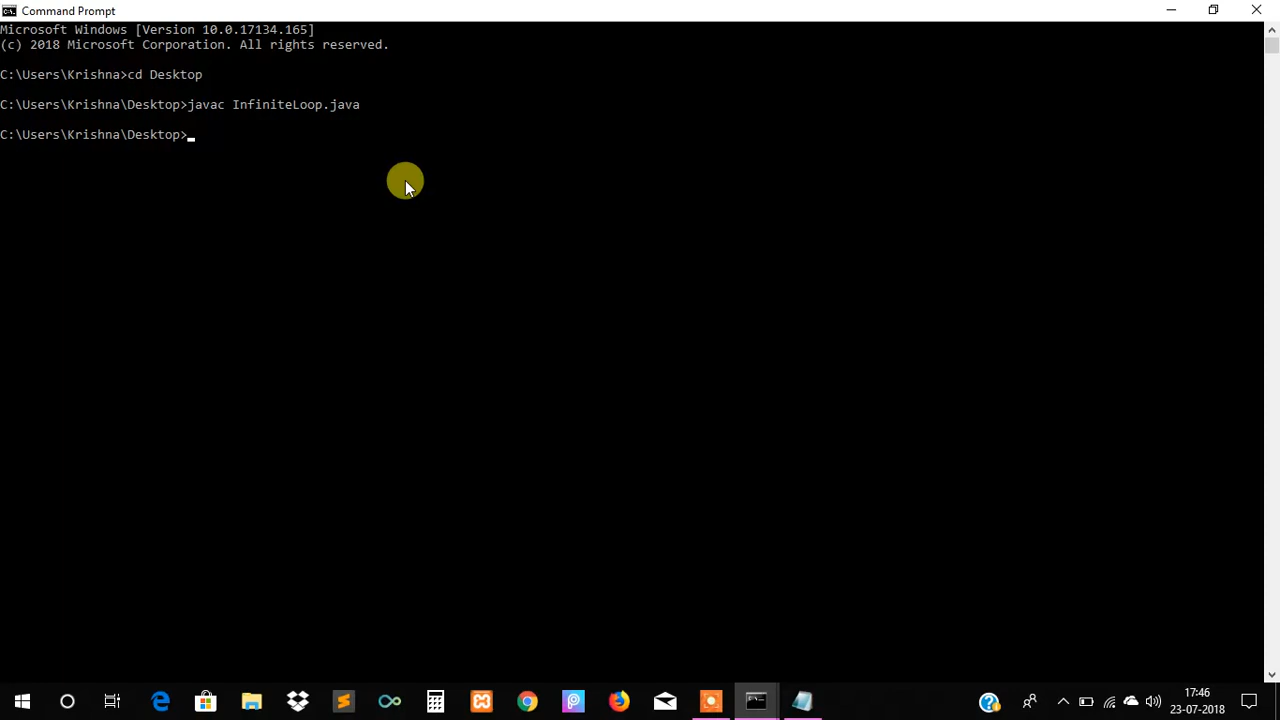 Command Prompt
Microsoft Windows [Version 10.0.17134.165]
(c) 2018 Microsoft Corporation. All rights reserved.
C:\Users\Krishna>cd Desktop
C:\Users\Krishna\Desktop>javac InfiniteLoop.java
C:\Users\Krishna\Desktop>
17:46
23-07-2018